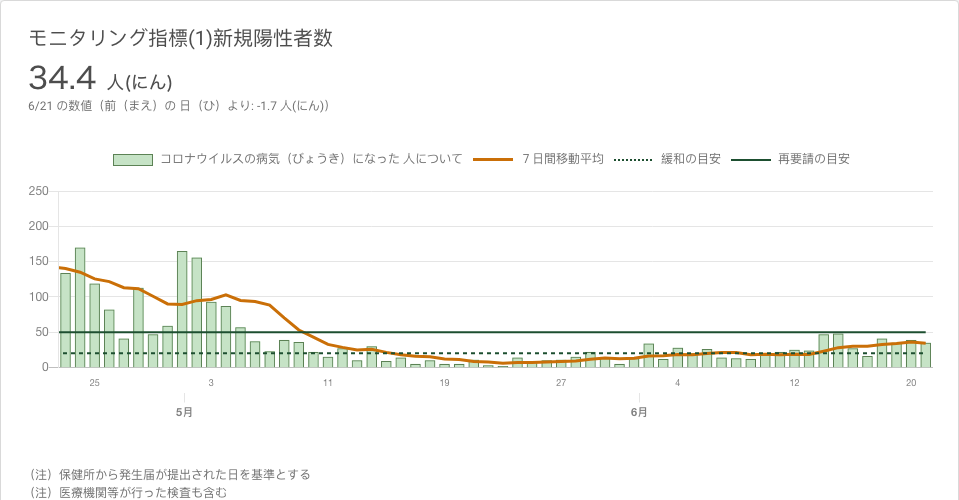 モニタリング指標(1)新規陽性者数
34.4 人(にん)
6/21 の数値（前（まえ）の 日（ひ）より: -1.7 人(にん)）
コロナウイルスの病気（びょうき）になった 人について ７日間移動平均 緩和の目安 再要請の目安
250
200
150
100
50
0
25 3 11 19 27 4 12 20
5月 6月
（注）保健所から発生届が提出された日を基準とする
（注）医療機関等が行った検査も含む